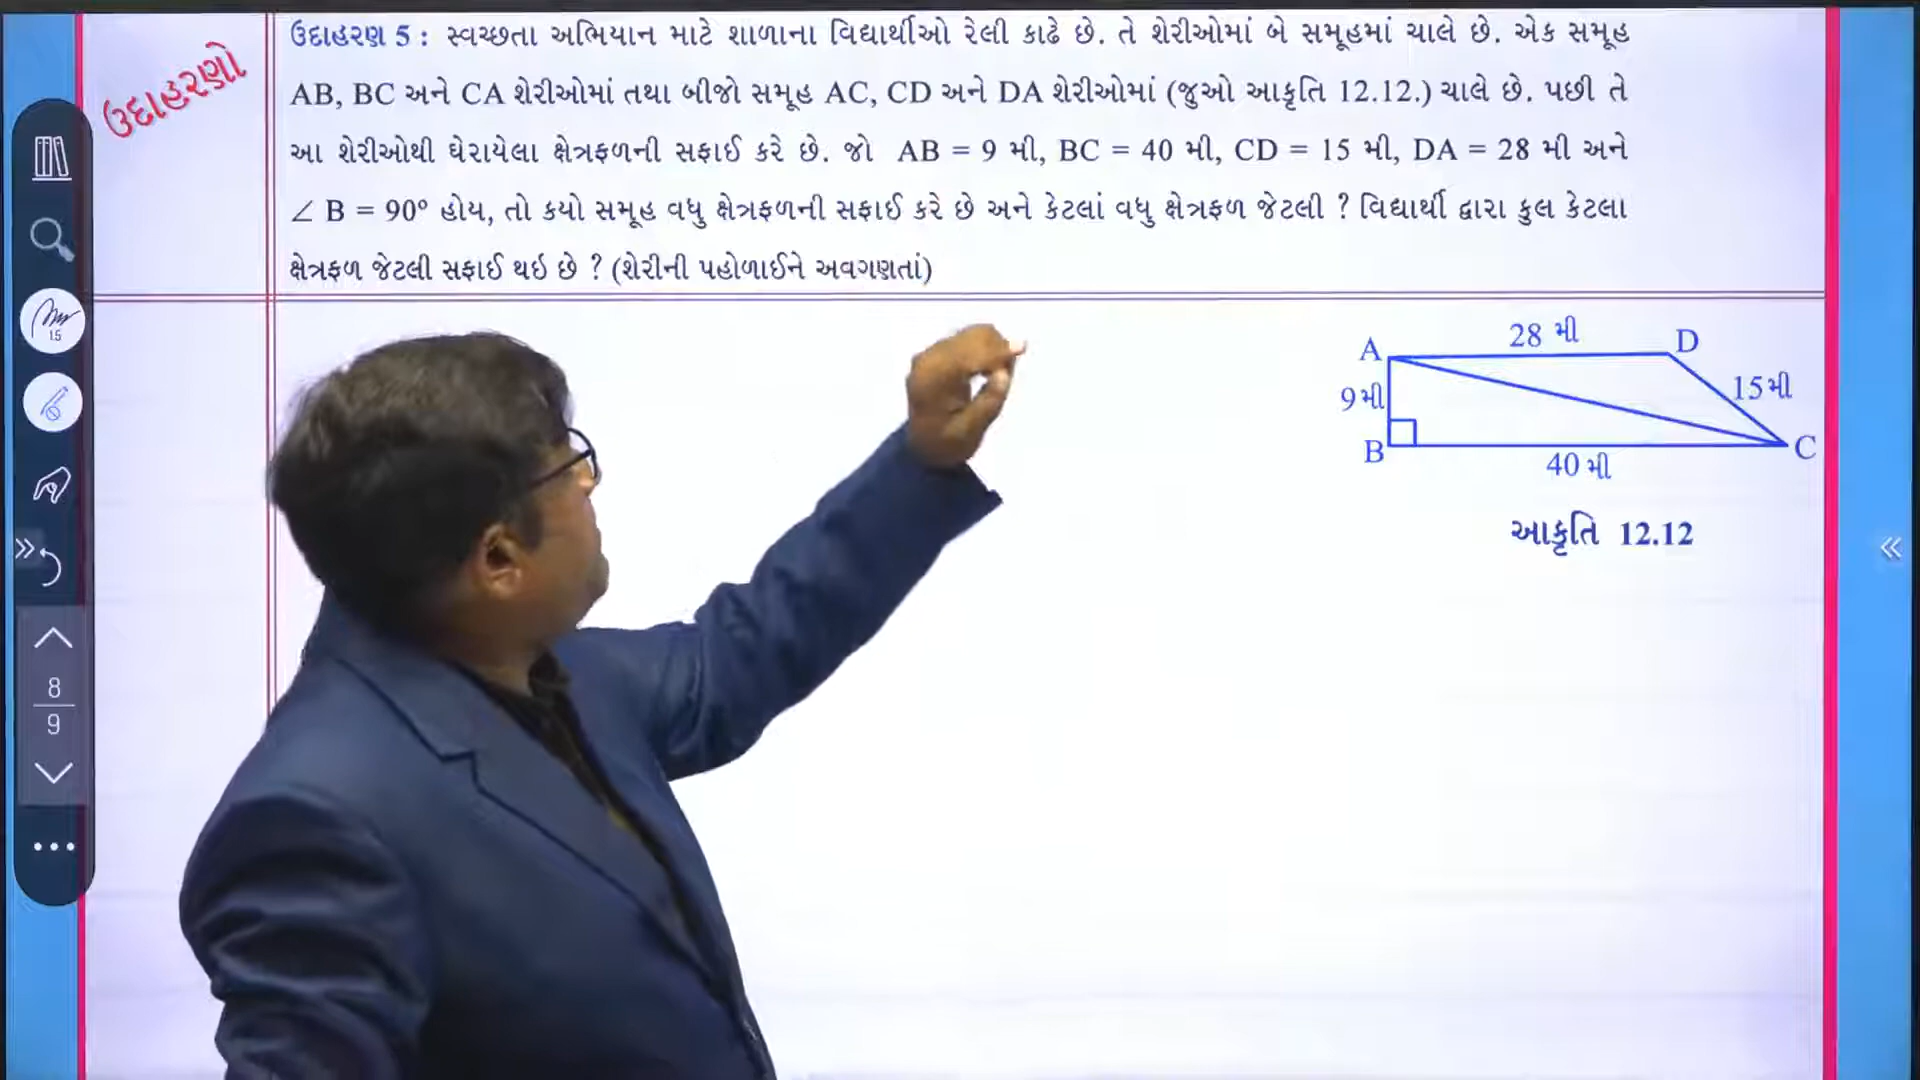 ઉદાહરણો
ઉદાહરણ 5 : સ્વચ્છતા અભિયાન માટે શાળાના વિદ્યાર્થીઓ રેલી કાઢે છે. તે શેરીઓમાં બે સમૂહમાં ચાલે છે. એક સમૂહ
AB, BC અને CA શેરીઓમાં તથા બીજો સમૂહ AC, CD અને DA શેરીઓમાં (જુઓ આકૃતિ 12.12.) ચાલે છે. પછી તે
આ શેરીઓથી ઘેરાયેલા ક્ષેત્રફળની સફાઈ કરે છે. જો AB = 9 મી, BC = 40 મી, CD = 15 મી, DA = 28 મી અને
∠ B = 90° હોય, તો કયો સમૂહ વધુ ક્ષેત્રફળની સફાઈ કરે છે અને કેટલાં વધુ ક્ષેત્રફળ જેટલી ? વિદ્યાર્થી દ્વારા કુલ કેટલા
ક્ષેત્રફળ જેટલી સફાઈ થઇ છે ? (શેરીની પહોળાઈને અવગણતાં)
28 મી
A
D
9મી
15મી
B
C
40 મી
આકૃતિ 12.12
15
8
9